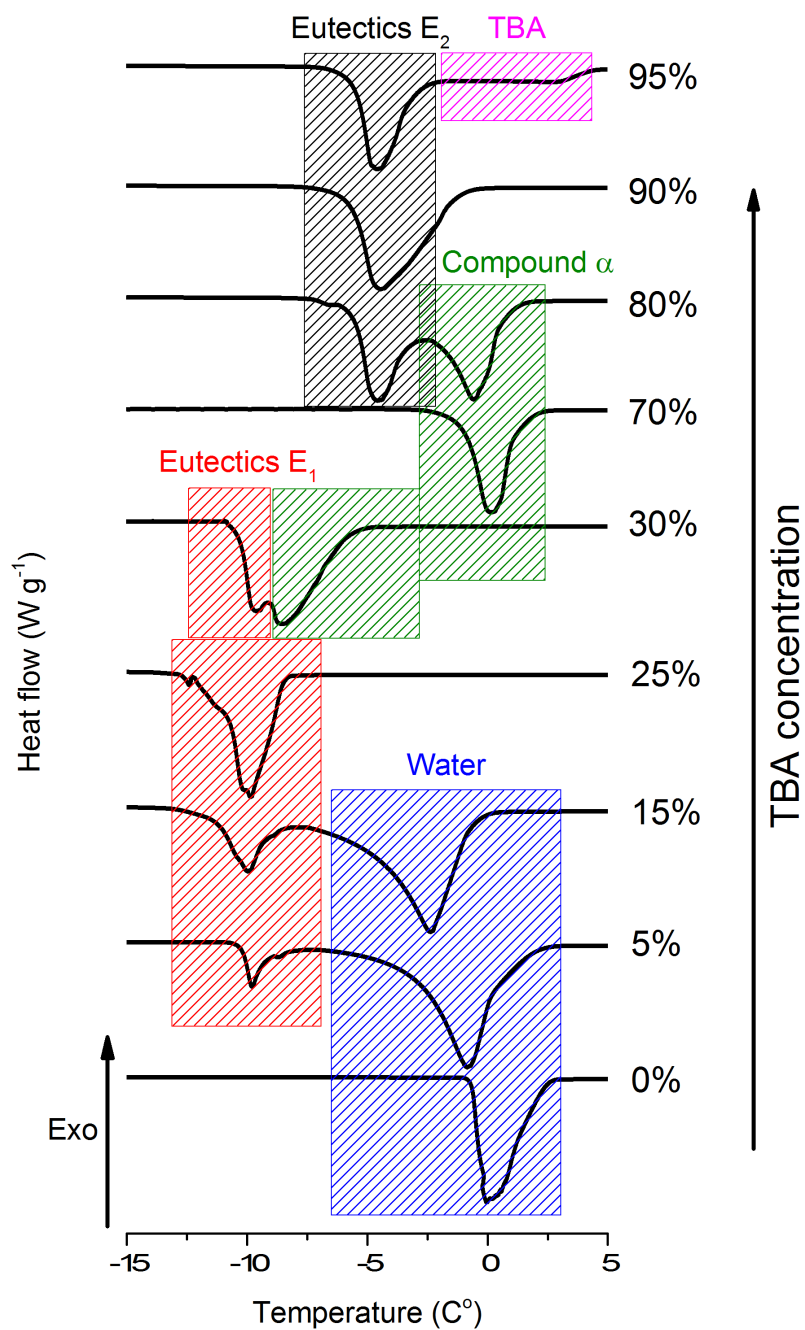 Eutectics E2 TBA
95%
90%
Compound α
80%
70%
Eutectics E1
30%
25%
Water
15%
5%
0%
Exo
Heat flow (W g-1)
TBA concentration
-15 -10 -5 0 5
Temperature (Co)